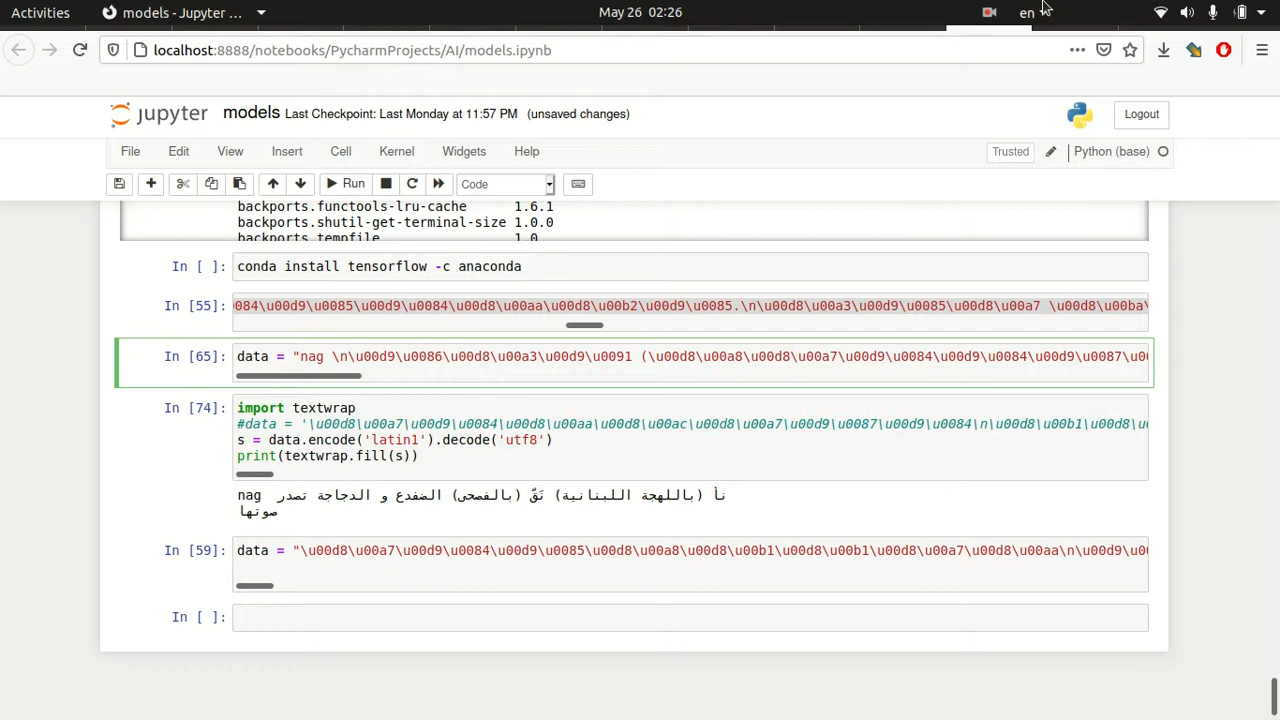 Activities models - Jupyter ... May 26 02:26 en
localhost:8888/notebooks/PycharmProjects/AI/models.ipynb
jupyter models Last Checkpoint: Last Monday at 11:57 PM (unsaved changes) Logout
File Edit View Insert Cell Kernel Widgets Help Trusted Python (base)
Run Code
backports.functools-lru-cache 1.6.1
backports.shutil-get-terminal-size 1.0.0
backports.tempfile 1.0
In [ ]: conda install tensorflow -c anaconda
In [55]: 084\u00d9\u0085\u00d9\u0084\u00d8\u00aa\u00d8\u00b2\u00d9\u0085.\n\u00d8\u00a3\u00d9\u0085\u00d8\u00a7 \u00d8\u00ba\
In [65]: data = "nag \n\u00d9\u0086\u00d8\u00a3\u00d9\u0091 (\u00d8\u00a8\u00d8\u00a7\u00d9\u0084\u00d9\u0084\u00d9\u0087\u00
In [74]: import textwrap
#data = '\u00d8\u00a7\u00d9\u0084\u00d8\u00aa\u00d8\u00ac\u00d8\u00a7\u00d9\u0087\u00d9\u0084\n\u00d8\u00b1\u00d8\u0
s = data.encode('latin1').decode('utf8')
print(textwrap.fill(s))
nag نأّ (باللهجة اللبنانية) نَقّ (بالفصحى) الضفدع و الدجاجة تصدر
صوتها
In [59]: data = "\u00d8\u00a7\u00d9\u0084\u00d9\u0085\u00d8\u00a8\u00d8\u00b1\u00d8\u00b1\u00d8\u00a7\u00d8\u00aa\n\u00d9\u00
In [ ]: